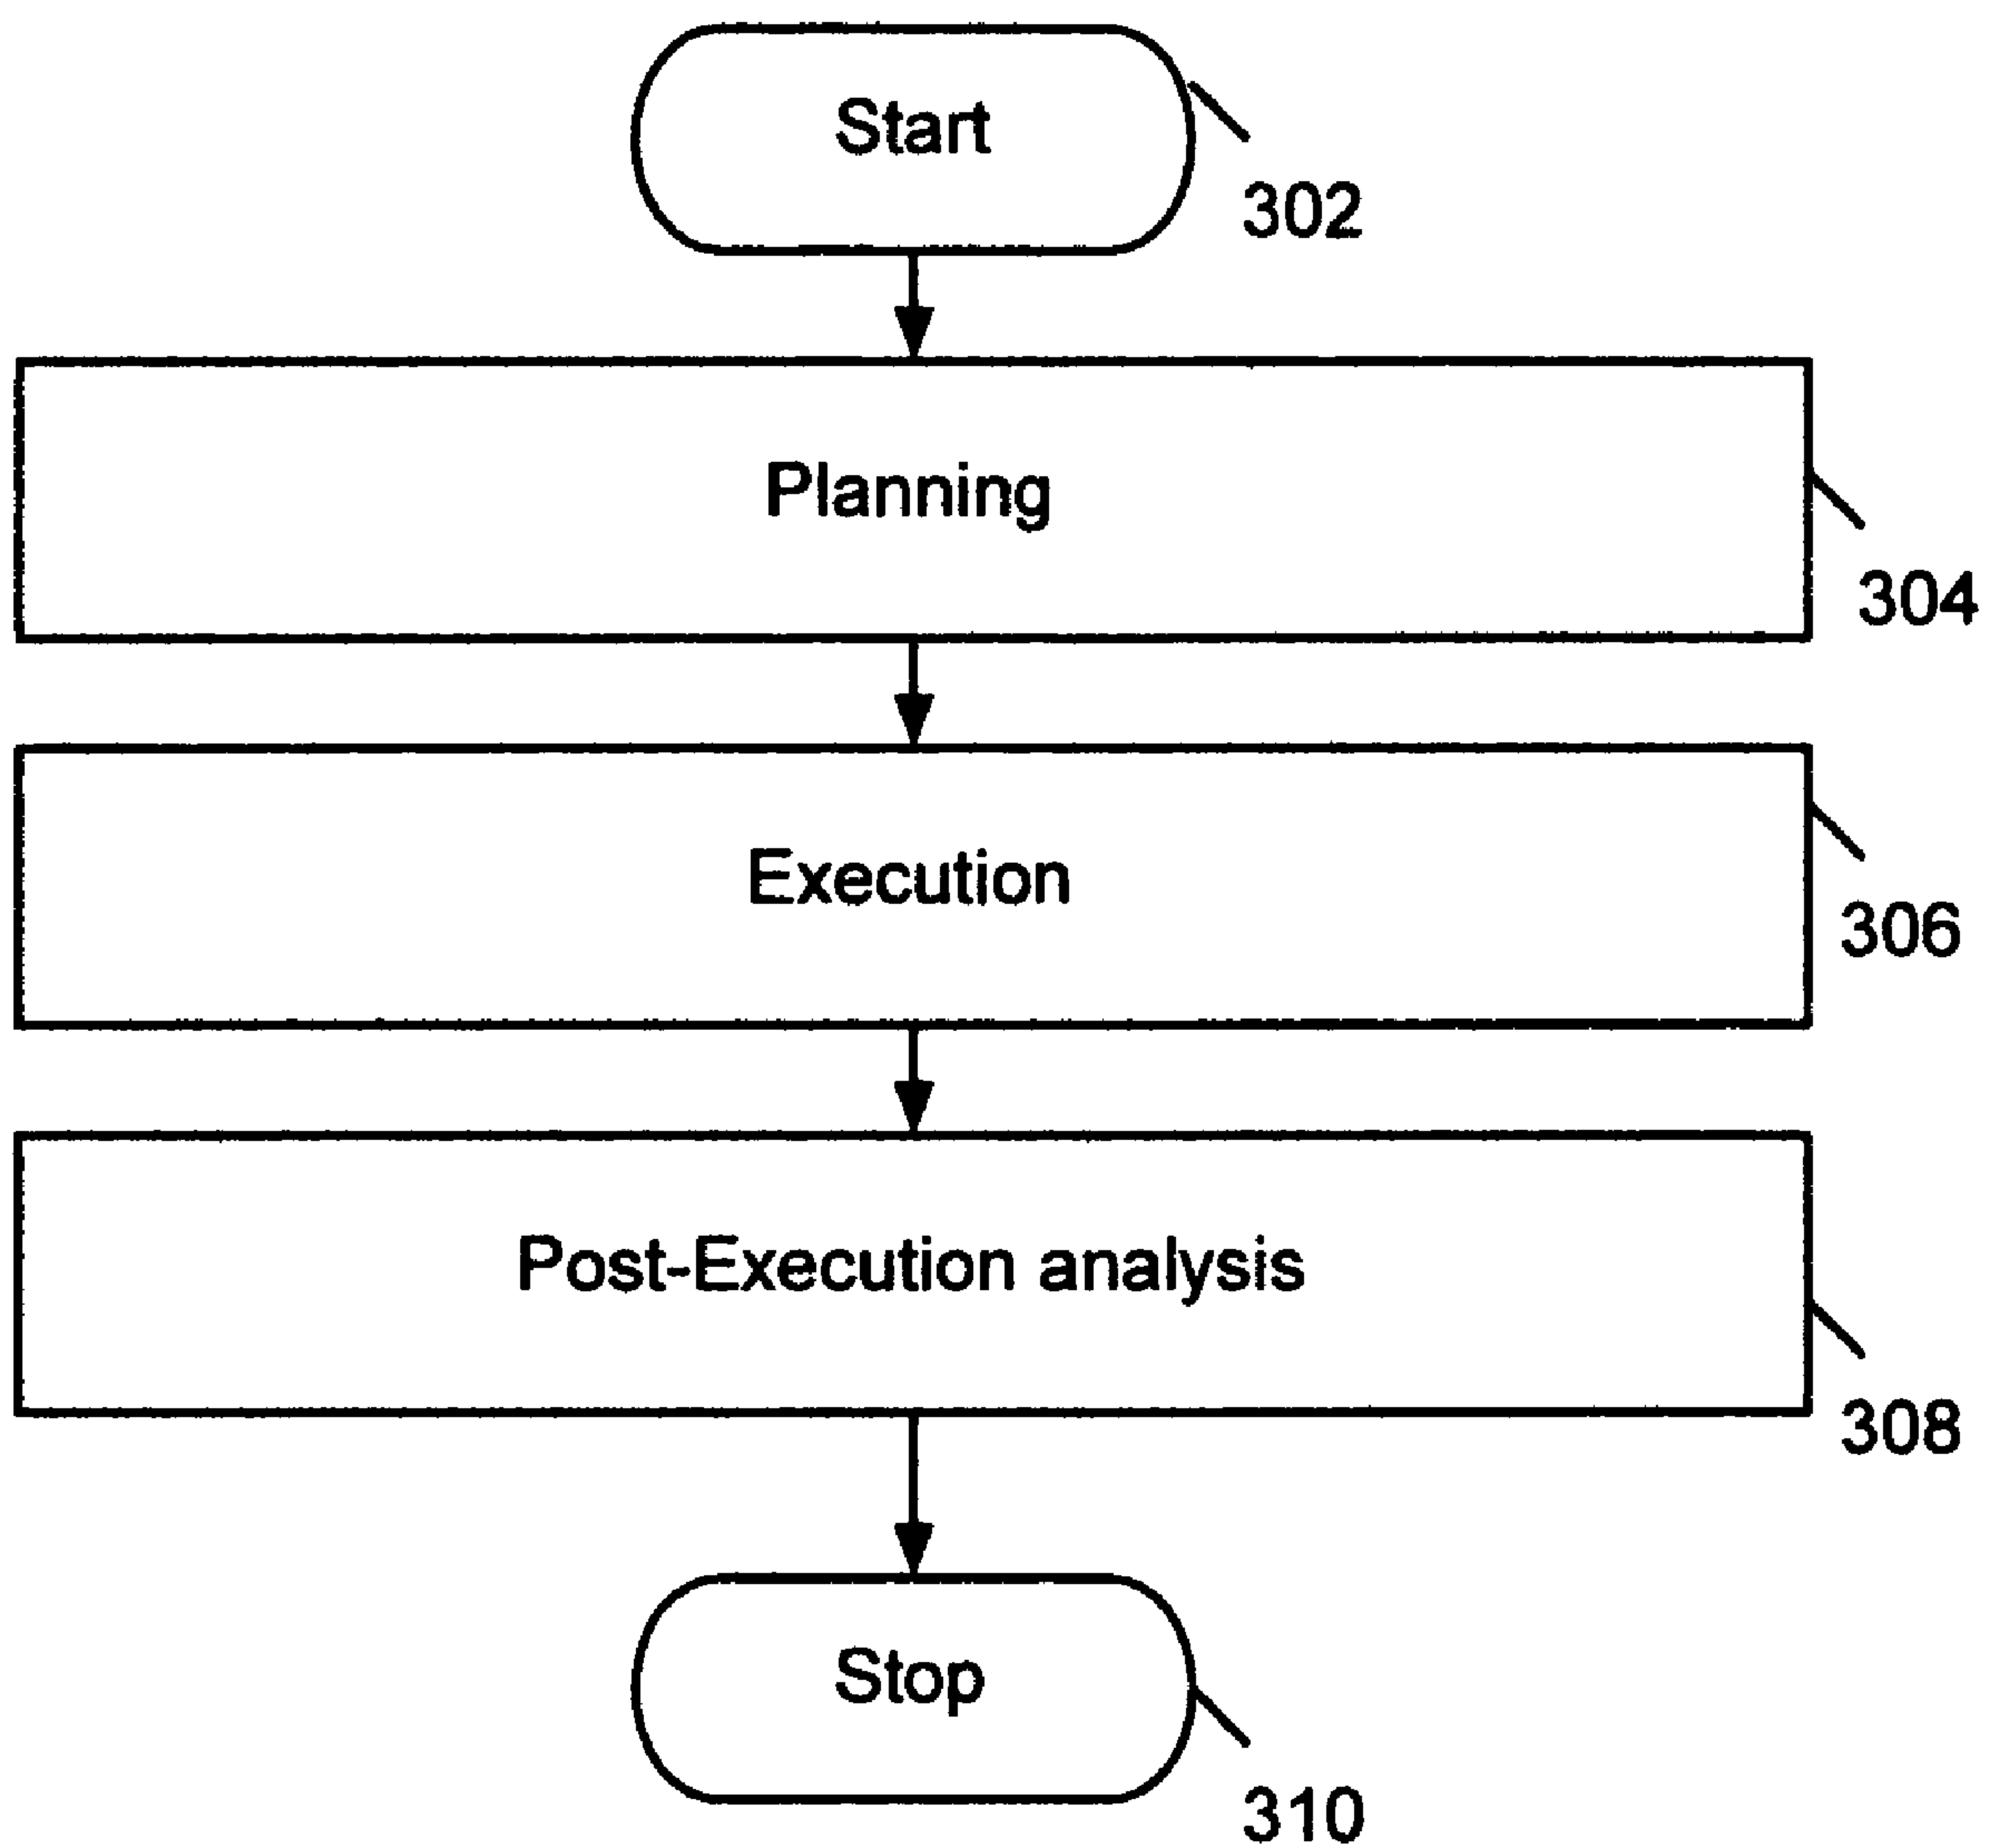 Start
302
Planning
304
Execution
306
Post-Execution analysis
308
Stop
310